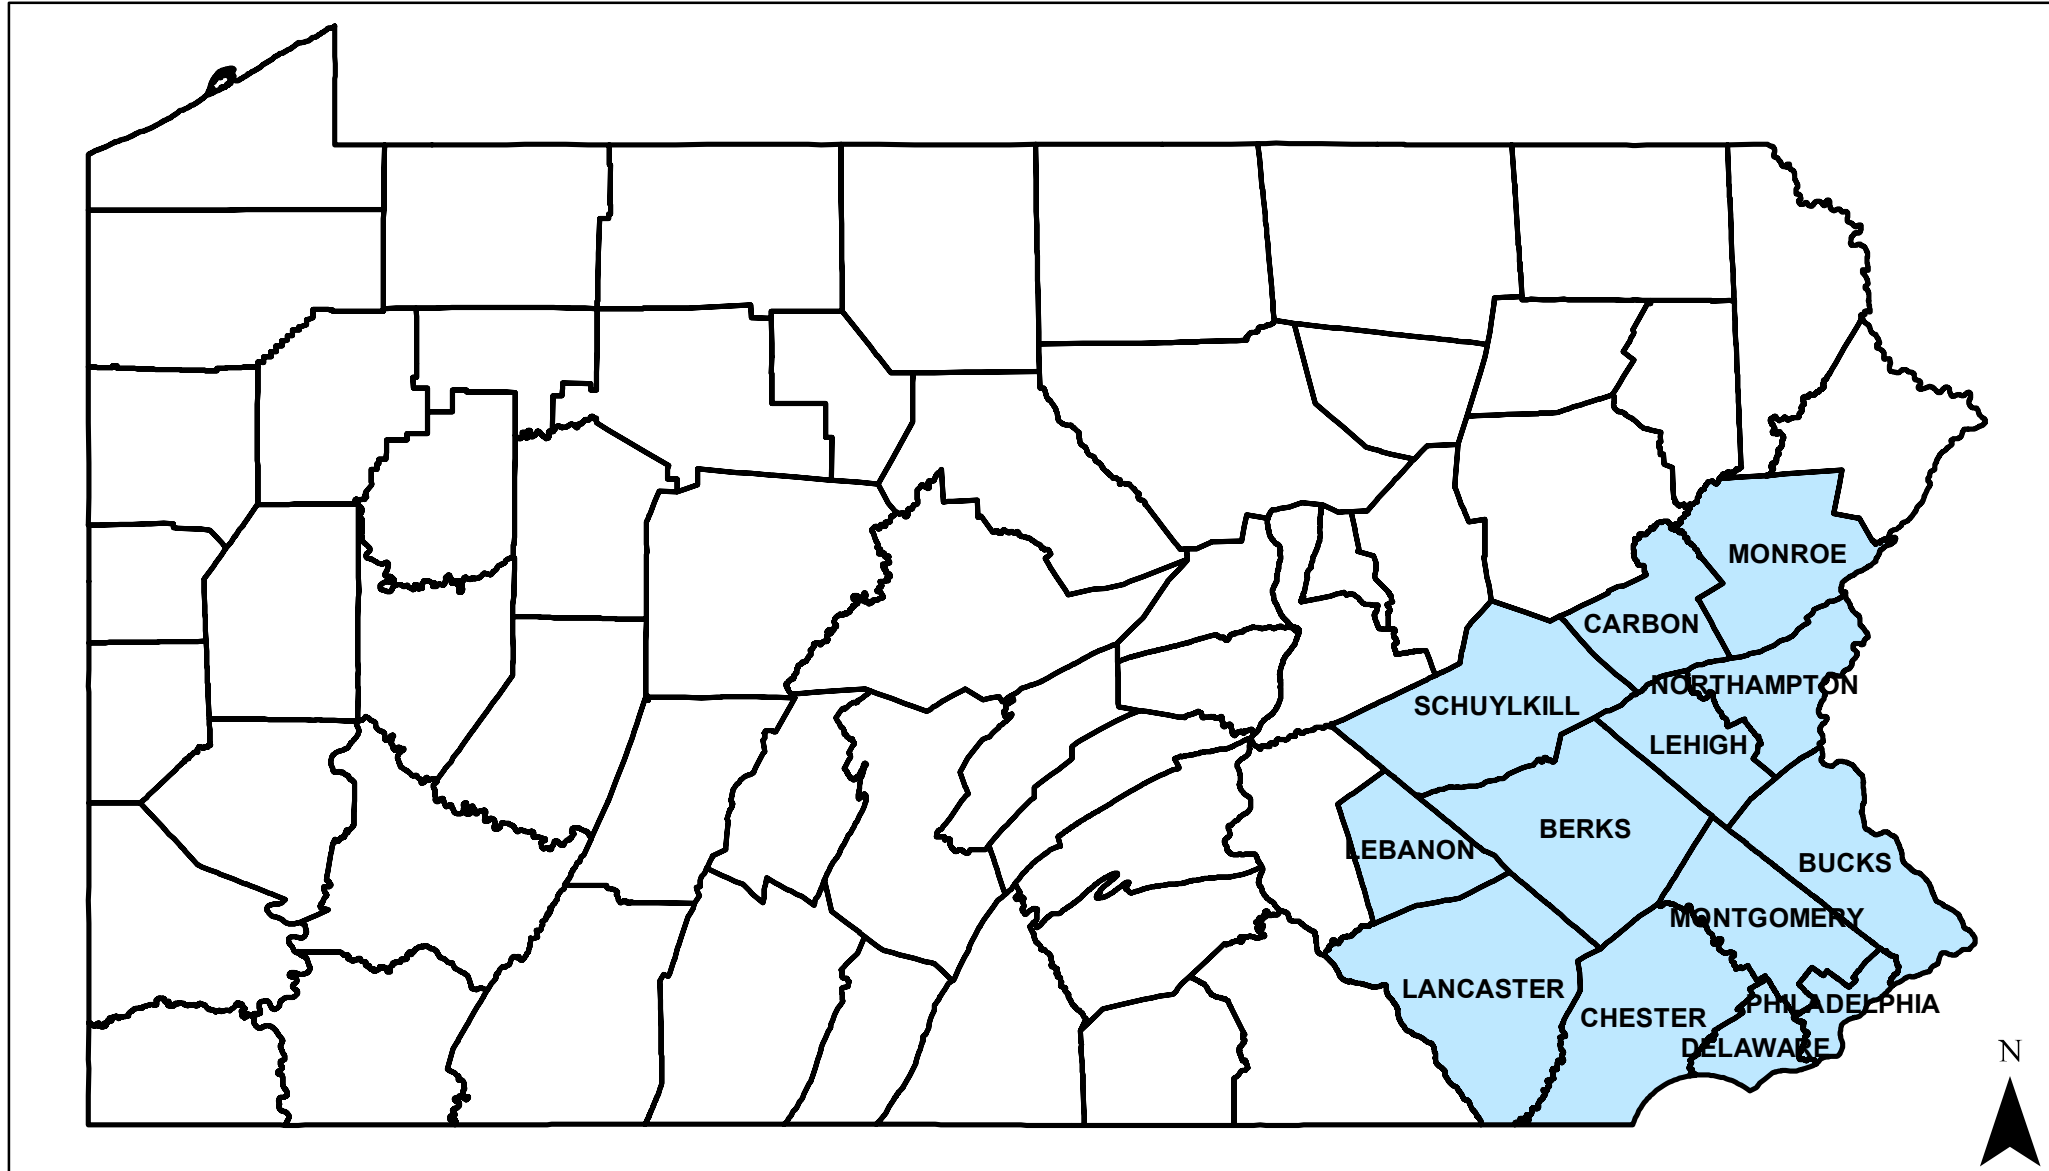 MONROE
CARBON
NORTHAMPTON
SCHUYLKILL
LEHIGH
BERKS
LEBANON
BUCKS
MONTGOMERY
LANCASTER
PHILADELPHIA
CHESTER
DELAWARE
N